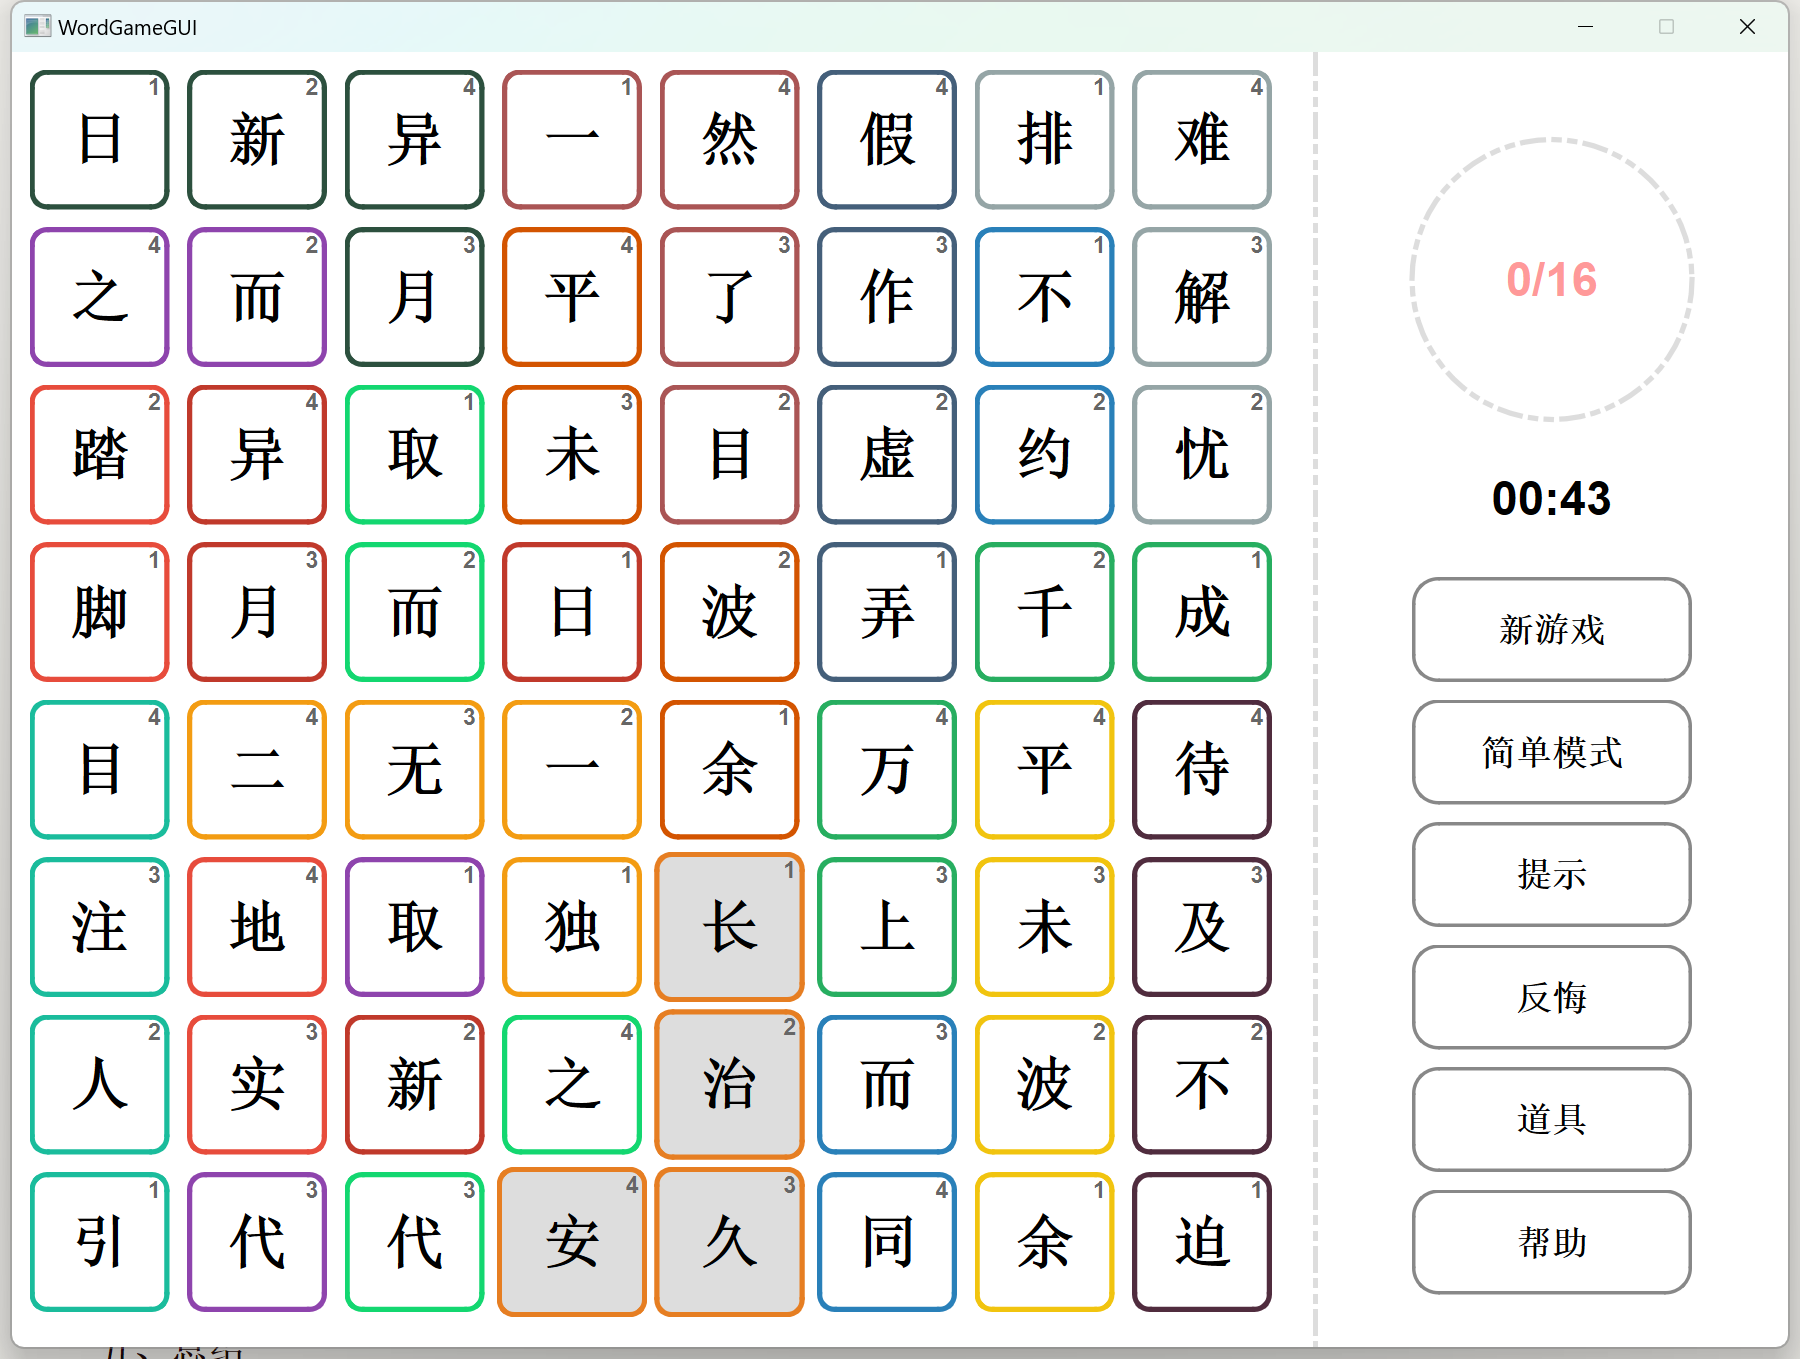 WordGameGUI
日1 新2 异4 一1 然4 假4 排1 难4
之4 而2 月3 平4 了3 作3 不1 解3
踏2 异4 取1 未3 目2 虚2 约2 忧2
脚1 月3 而2 日1 波2 弄1 千2 成1
目4 二4 无3 一2 余1 万4 平4 待4
注3 地4 取1 独1 长1 上3 未3 及3
人2 实3 新2 之4 治2 而3 波2 不2
引1 代3 代3 安4 久3 同4 余1 迫1
0/16
00:43
新游戏
简单模式
提示
反悔
道具
帮助